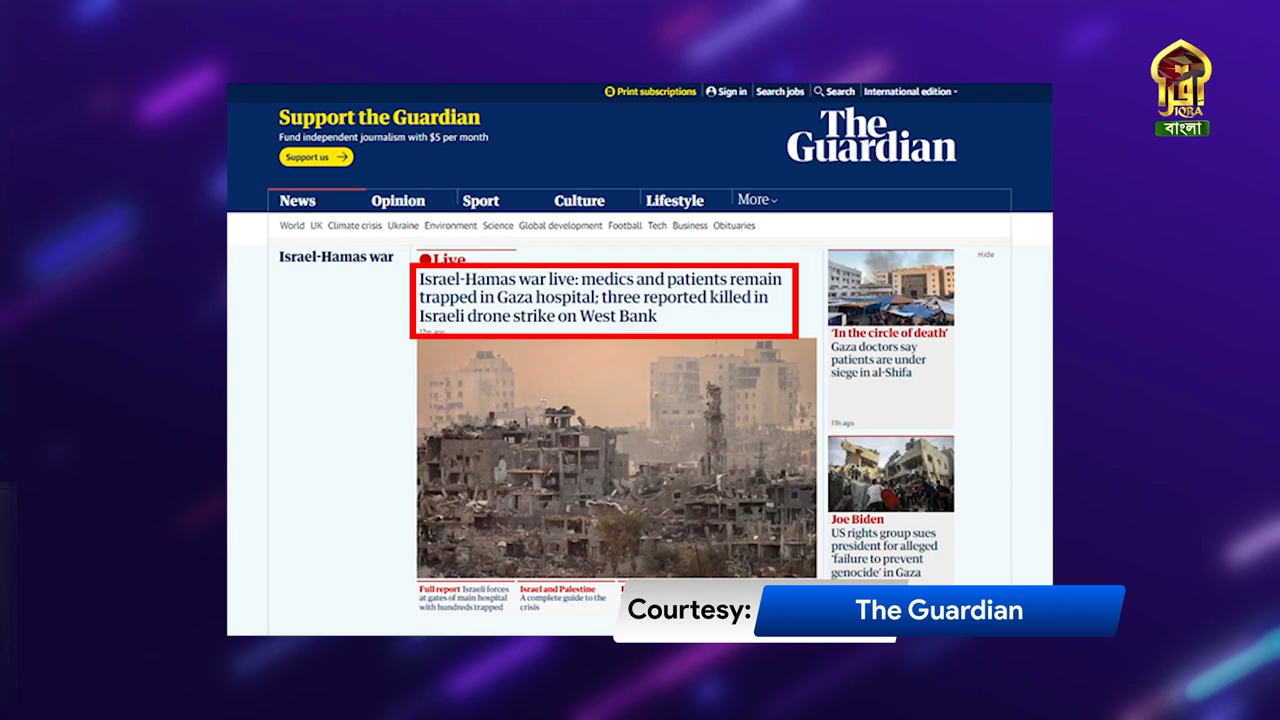 Print subscriptions
Sign in
Search jobs
Search
International edition
Support the Guardian
Fund independent journalism with $5 per month
Support us
The
Guardian
News
Opinion
Sport
Culture
Lifestyle
More
World UK Climate crisis Ukraine Environment Science Global development Football Tech Business Obituaries
Israel-Hamas war
Live
Israel-Hamas war live: medics and patients remain
trapped in Gaza hospital; three reported killed in
Israeli drone strike on West Bank
Hide
'In the circle of death'
Gaza doctors say
patients are under
siege in al-Shifa
11h ago
Joe Biden
US rights group sues
president for alleged
'failure to prevent
genocide' in Gaza
Full report Israeli forces
at gates of main hospital
with hundreds trapped
Israel and Palestine
A complete guide to the
crisis
Courtesy:
The Guardian
اقرأ
IQRA
বাংলা